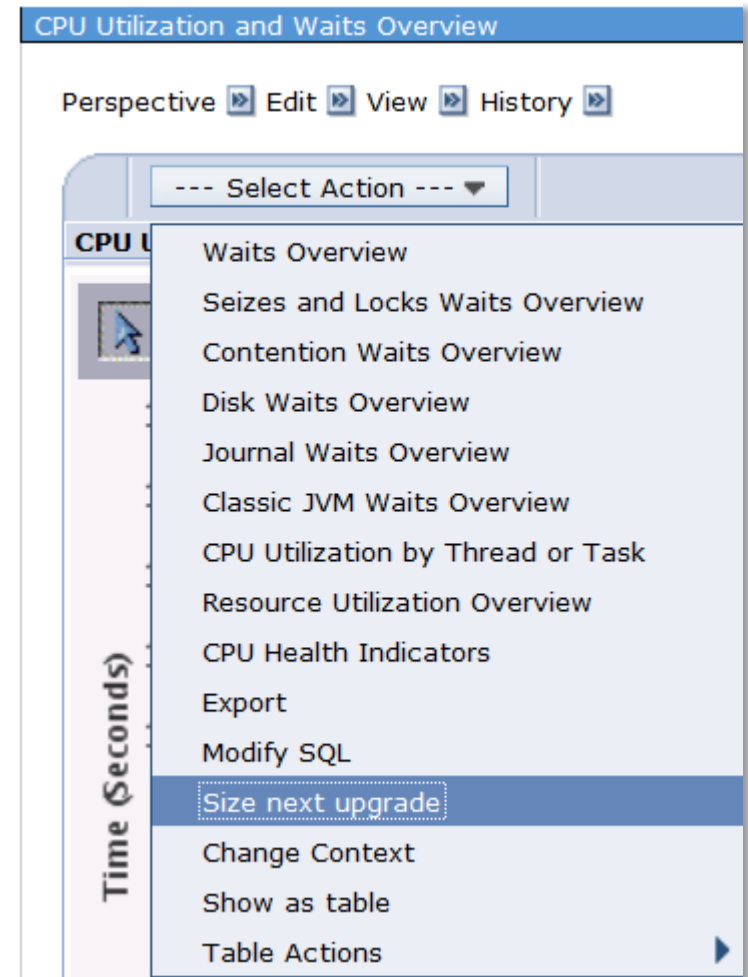 CPU Utilization and Waits Overview
Perspective Edit View History
--- Select Action ---
CPU U
Waits Overview
Seizes and Locks Waits Overview
Contention Waits Overview
Disk Waits Overview
Journal Waits Overview
Classic JVM Waits Overview
CPU Utilization by Thread or Task
Resource Utilization Overview
CPU Health Indicators
Export
Modify SQL
Size next upgrade
Change Context
Show as table
Table Actions
Time (Seconds)